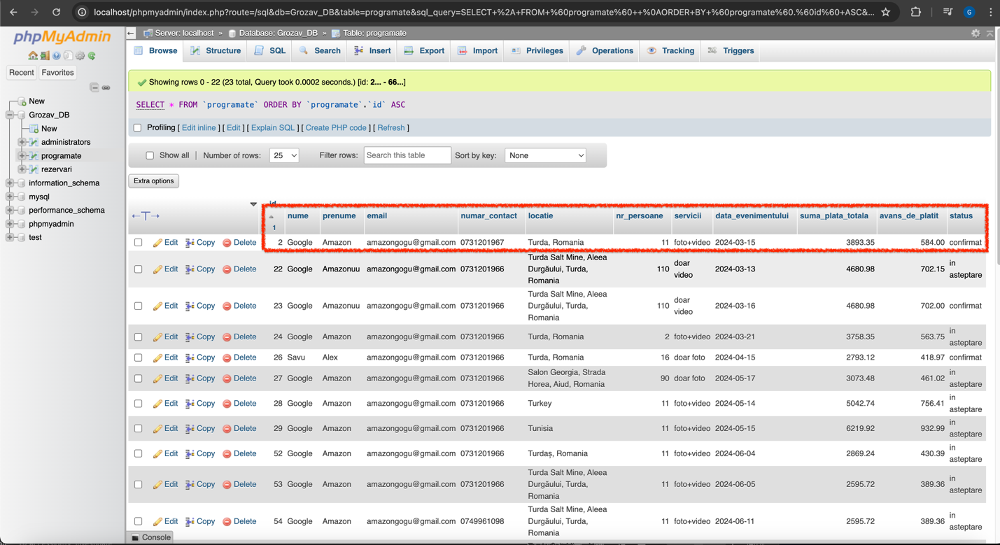 localhost/phpmyadmin/index.php?route=/sql&db=Grozav_DB&table=programate&sql_query=SELECT+%2A+FROM+%60programate%60++%0AORDER+BY+%60programate%60.%60id%60+ASC&...
G
phpMyAdmin
Recent Favorites
New
Grozav_DB
New
administrators
programate
rezervari
information_schema
mysql
performance_schema
phpmyadmin
test
Server: localhost » Database: Grozav_DB » Table: programate
Browse Structure SQL Search Insert Export Import Privileges Operations Tracking Triggers
Showing rows 0 - 22 (23 total, Query took 0.0002 seconds.) [id: 2... - 66...]
SELECT * FROM `programate` ORDER BY `programate`.`id` ASC
Profiling [ Edit inline ] [ Edit ] [ Explain SQL ] [ Create PHP code ] [ Refresh ]
Show all | Number of rows: 25 Filter rows: Search this table Sort by key: None
Extra options
←T→ id 1 nume prenume email numar_contact locatie nr_persoane servicii data_evenimentului suma_plata_totala avans_de_platit status
Edit Copy Delete 2 Google Amazon amazongogu@gmail.com 0731201967 Turda, Romania 11 foto+video 2024-03-15 3893.35 584.00 confirmat
Edit Copy Delete 22 Google Amazonuu amazongogu@gmail.com 0731201966 Turda Salt Mine, Aleea Durgăului, Turda, Romania 110 doar video 2024-03-13 4680.98 702.15 in asteptare
Edit Copy Delete 23 Google Amazonuu amazongogu@gmail.com 0731201966 Turda Salt Mine, Aleea Durgăului, Turda, Romania 110 doar video 2024-03-16 4680.98 702.00 confirmat
Edit Copy Delete 24 Google Amazon amazongogu@gmail.com 0731201966 Turda, Romania 2 foto+video 2024-03-21 3758.35 563.75 in asteptare
Edit Copy Delete 26 Savu Alex amazongogu@gmail.com 0731201966 Turda, Romania 16 doar foto 2024-04-15 2793.12 418.97 confirmat
Edit Copy Delete 27 Google Amazon amazongogu@gmail.com 0731201966 Salon Georgia, Strada Horea, Aiud, Romania 90 doar foto 2024-05-17 3073.48 461.02 in asteptare
Edit Copy Delete 28 Google Amazon amazongogu@gmail.com 0731201966 Turkey 11 foto+video 2024-05-14 5042.74 756.41 in asteptare
Edit Copy Delete 29 Google Amazon amazongogu@gmail.com 0731201966 Tunisia 11 foto+video 2024-05-15 6219.92 932.99 in asteptare
Edit Copy Delete 52 Google Amazon amazongogu@gmail.com 0731201966 Turdaș, Romania 11 foto+video 2024-06-04 2869.24 430.39 in asteptare
Edit Copy Delete 53 Google Amazon amazongogu@gmail.com 0731201966 Turda Salt Mine, Aleea Durgăului, Turda, Romania 11 foto+video 2024-06-05 2595.72 389.36 in asteptare
Edit Copy Delete 54 Google Amazon amazongogu@gmail.com 0749961098 Turda Salt Mine, Aleea Durgăului, Turda, Romania 11 foto+video 2024-06-11 2595.72 389.36 in asteptare
Console